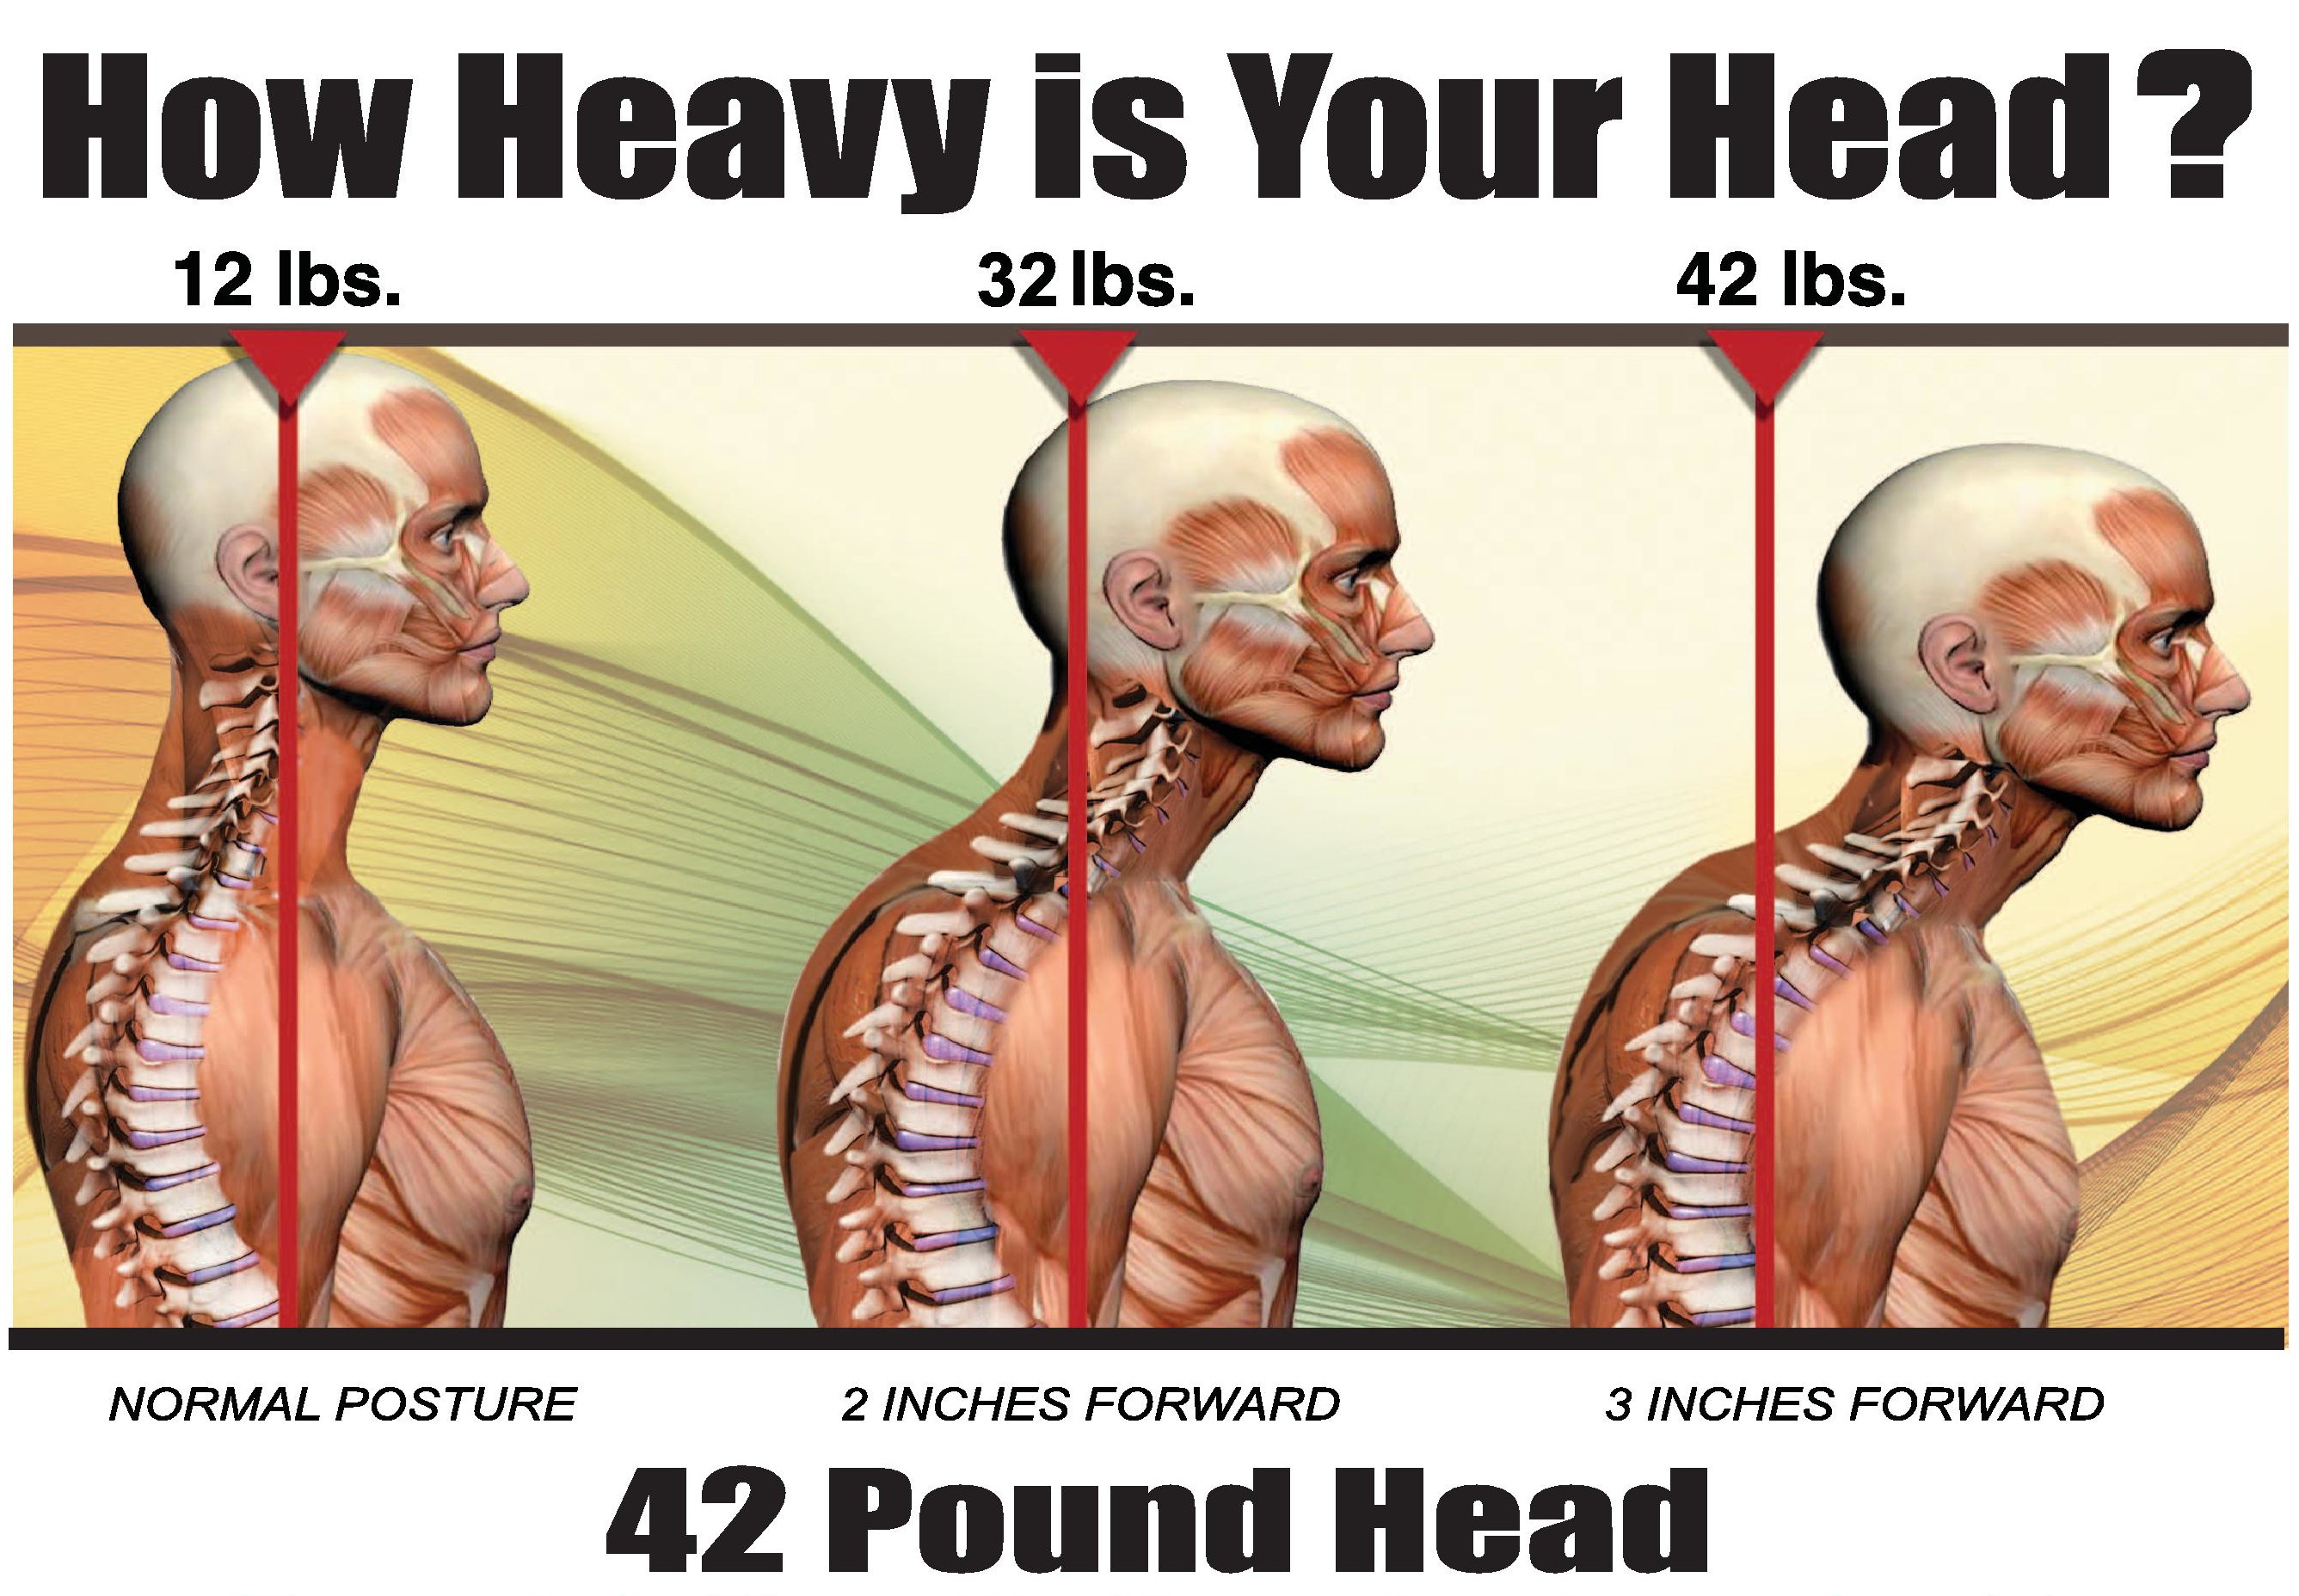 How Heavy is Your Head?
12 lbs. 32 lbs. 42 lbs.
NORMAL POSTURE 2 INCHES FORWARD 3 INCHES FORWARD
42 Pound Head